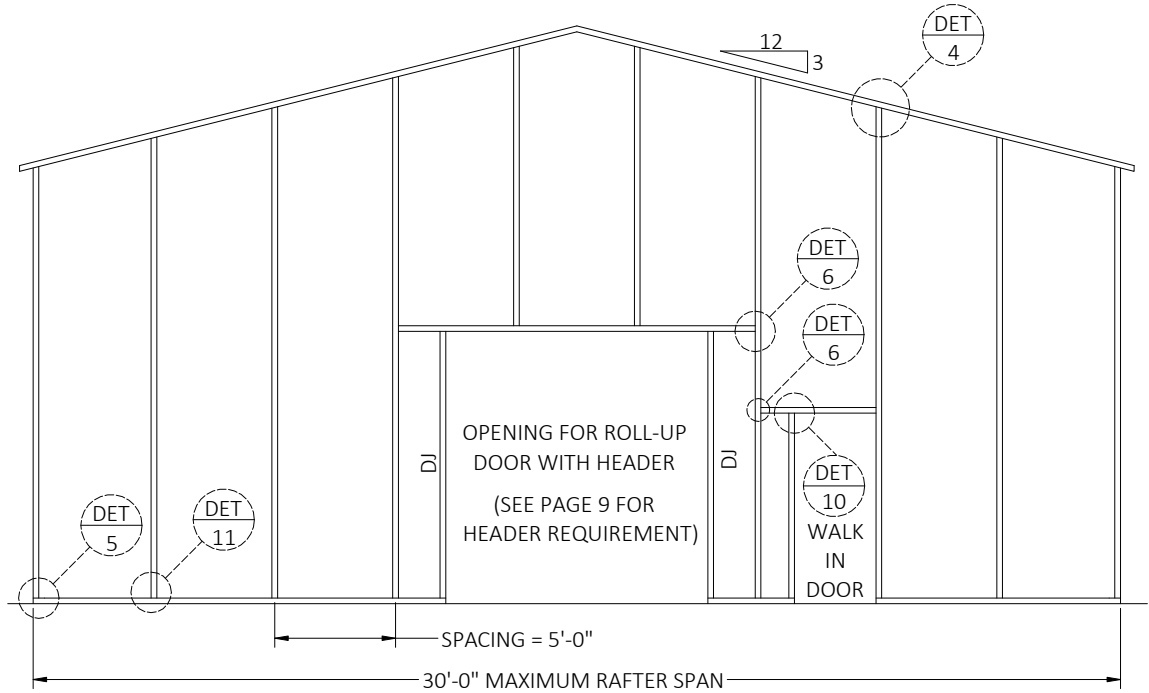 12
3
DET
4
DET
6
DET
6
OPENING FOR ROLL-UP
DOOR WITH HEADER
(SEE PAGE 9 FOR
HEADER REQUIREMENT)
DJ
DJ
DET
10
WALK
IN
DOOR
DET
5
DET
11
SPACING = 5'-0"
30'-0" MAXIMUM RAFTER SPAN